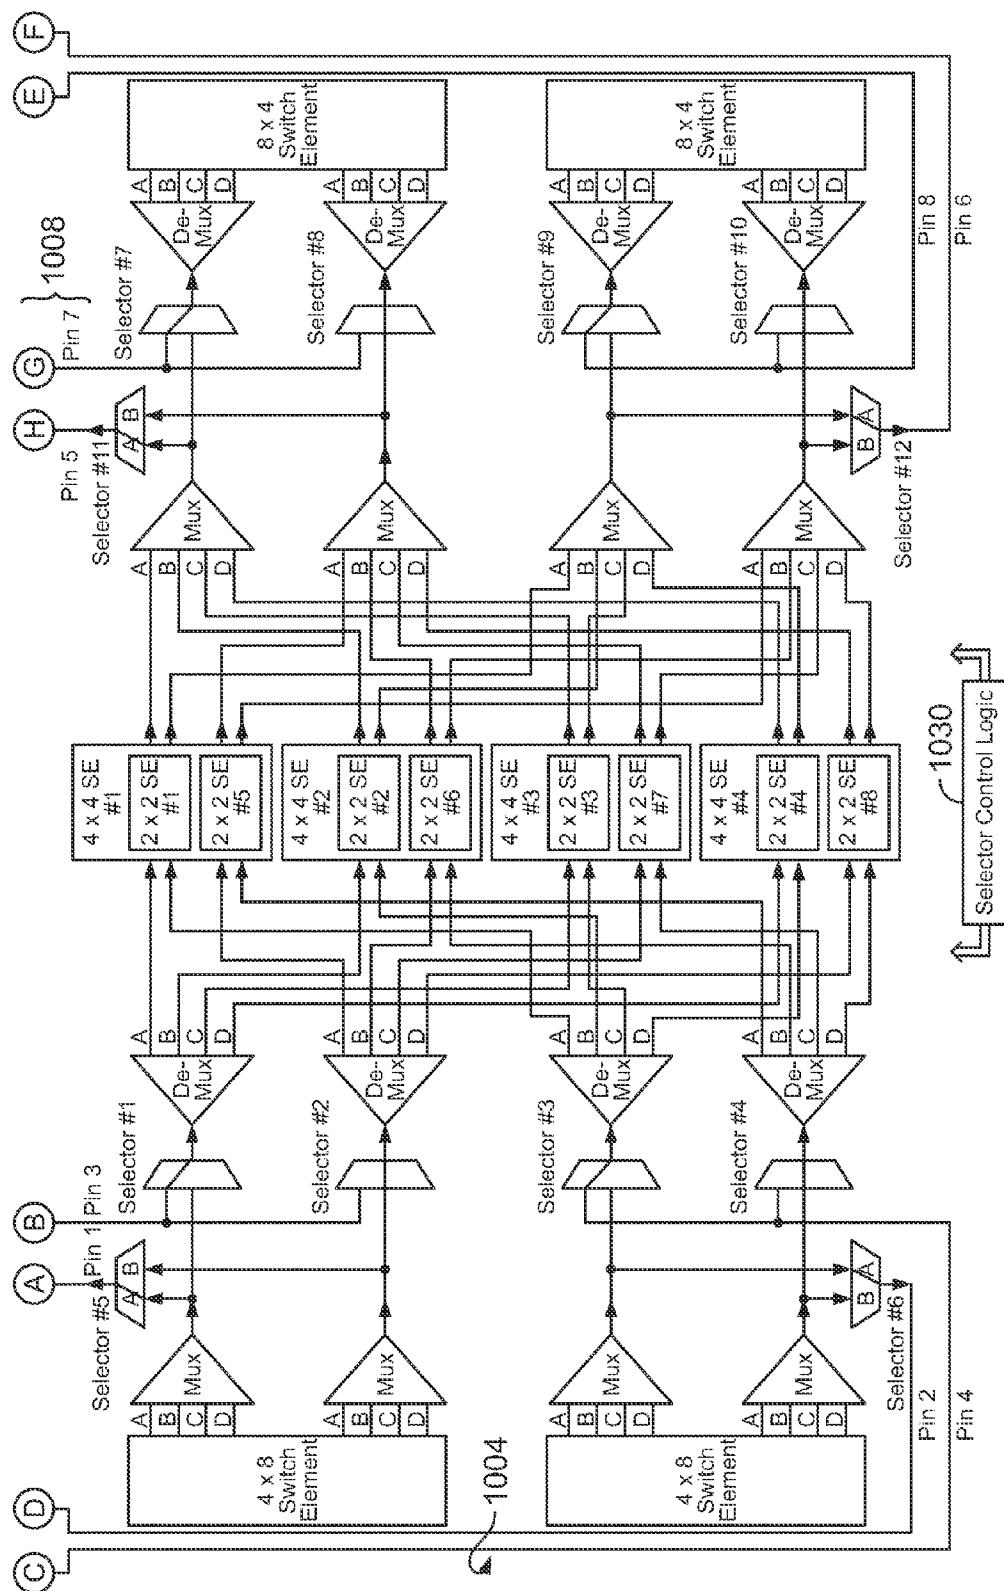 C
D
A
B
H
G
E
F
Pin 1
Pin 3
Pin 5
Pin 7
1008
Selector #5
Selector #1
Selector #11
Selector #7
A
B
A
B
4 x 8
Switch
Element
A
B
C
D
Mux
De-
Mux
A
B
C
D
4 x 4 SE
#1
2 x 2 SE
#1
2 x 2 SE
#5
A
B
C
D
Mux
De-
Mux
A
B
C
D
8 x 4
Switch
Element
Selector #2
Selector #8
A
B
C
D
Mux
De-
Mux
A
B
C
D
4 x 4 SE
#2
2 x 2 SE
#2
2 x 2 SE
#6
A
B
C
D
Mux
De-
Mux
A
B
C
D
1004
Selector #3
Selector #9
4 x 8
Switch
Element
A
B
C
D
Mux
De-
Mux
A
B
C
D
4 x 4 SE
#3
2 x 2 SE
#3
2 x 2 SE
#7
A
B
C
D
Mux
De-
Mux
A
B
C
D
8 x 4
Switch
Element
Selector #4
Selector #10
A
B
C
D
Mux
De-
Mux
A
B
C
D
4 x 4 SE
#4
2 x 2 SE
#4
2 x 2 SE
#8
A
B
C
D
Mux
De-
Mux
A
B
C
D
B
A
B
A
Selector #6
Selector #12
Pin 2
Pin 4
Pin 8
Pin 6
1030
Selector Control Logic